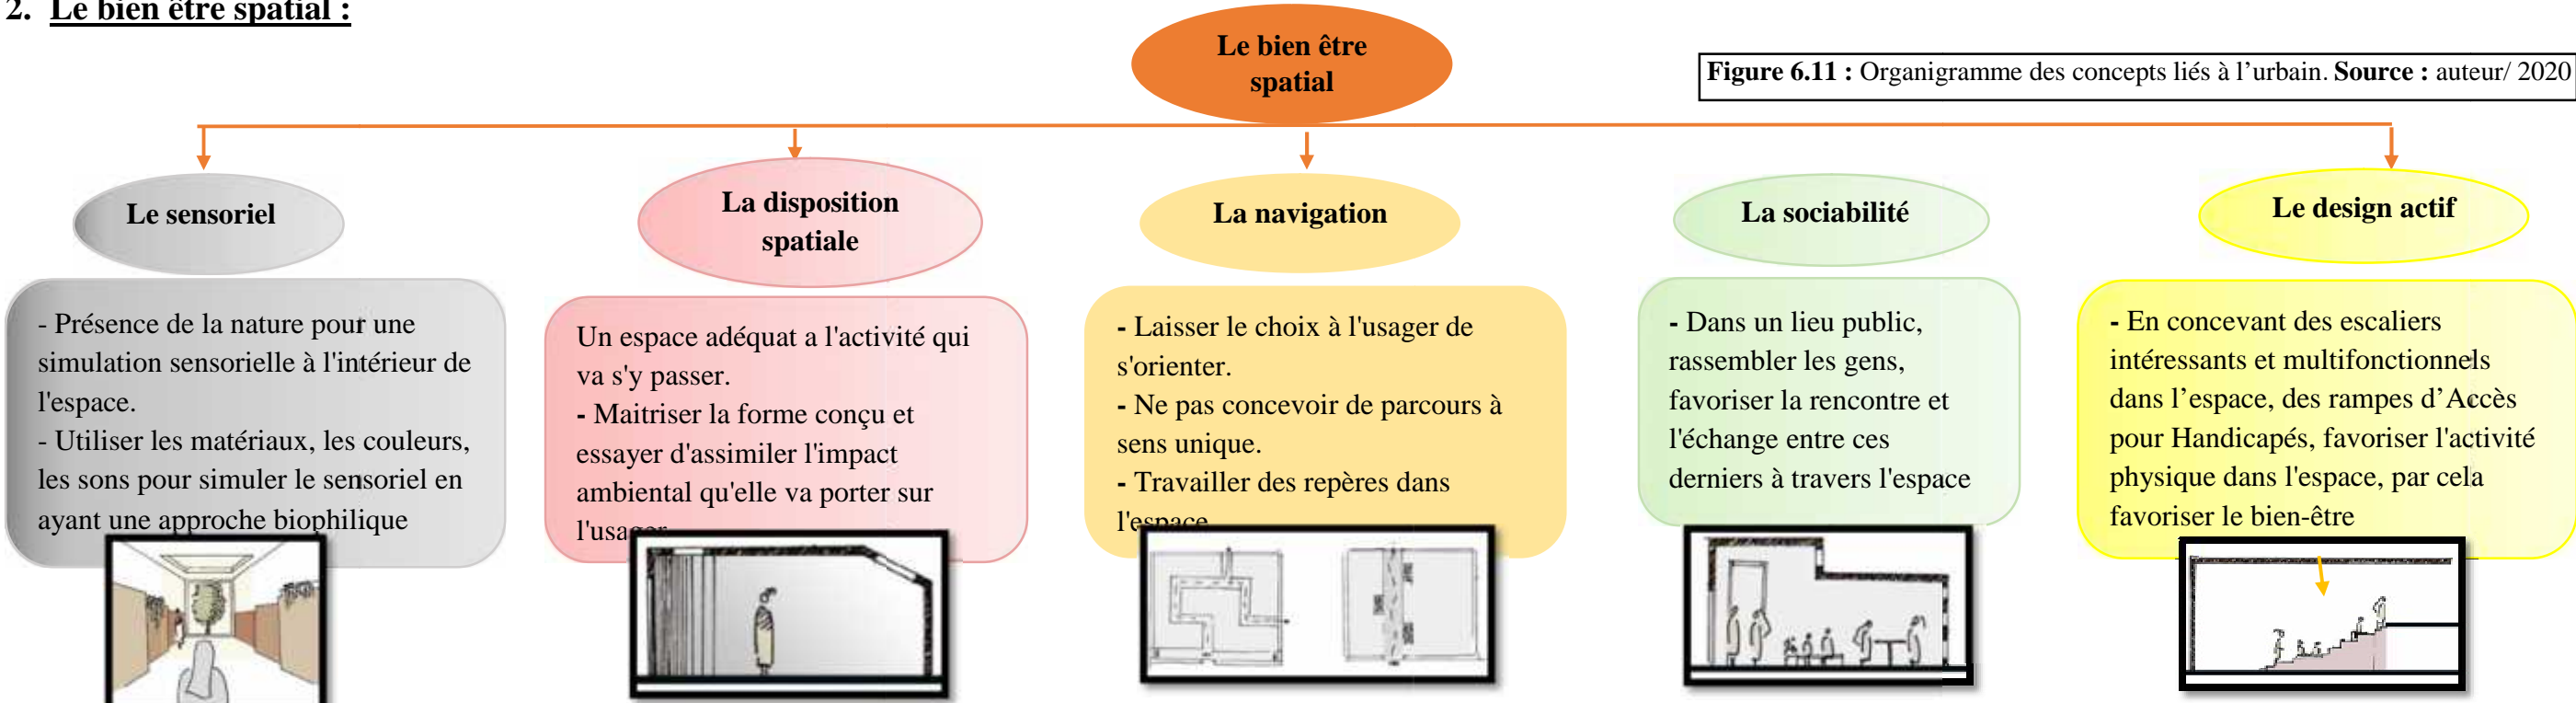 2. Le bien être spatial :
Le bien être
spatial
Figure 6.11 : Organigramme des concepts liés à l’urbain. Source : auteur/ 2020
Le sensoriel
- Présence de la nature pour une
simulation sensorielle à l'intérieur de
l'espace.
- Utiliser les matériaux, les couleurs,
les sons pour simuler le sensoriel en
ayant une approche biophilique
La disposition
spatiale
Un espace adéquat a l'activité qui
va s'y passer.
- Maitriser la forme conçu et
essayer d'assimiler l'impact
ambiental qu'elle va porter sur
l'usager
La navigation
- Laisser le choix à l'usager de
s'orienter.
- Ne pas concevoir de parcours à
sens unique.
- Travailler des repères dans
l'espace
La sociabilité
- Dans un lieu public,
rassembler les gens,
favoriser la rencontre et
l'échange entre ces
derniers à travers l'espace
Le design actif
- En concevant des escaliers
intéressants et multifonctionnels
dans l’espace, des rampes d’Accès
pour Handicapés, favoriser l'activité
physique dans l'espace, par cela
favoriser le bien-être